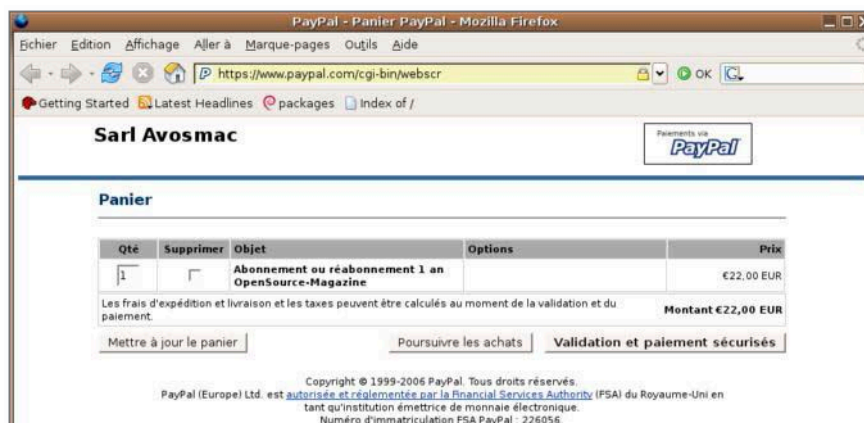 PayPal - Panier PayPal - Mozilla Firefox
Fichier Edition Affichage Aller à Marque-pages Outils Aide
https://www.paypal.com/cgi-bin/webscr OK
Getting Started Latest Headlines packages Index of /
Sarl Avosmac
Paiements via
PayPal
Panier
Qté Supprimer Objet Options Prix
1 Abonnement ou réabonnement 1 an
OpenSource-Magazine
€22,00 EUR
Les frais d'expédition et livraison et les taxes peuvent être calculés au moment de la validation et du
paiement.
Montant €22,00 EUR
Mettre à jour le panier Poursuivre les achats Validation et paiement sécurisés
Copyright © 1999-2006 PayPal. Tous droits réservés.
PayPal (Europe) Ltd. est autorisée et réglementée par la Financial Services Authority (FSA) du Royaume-Uni en
tant qu'institution émettrice de monnaie électronique.
Numéro d'immatriculation FSA PayPal : 226056.